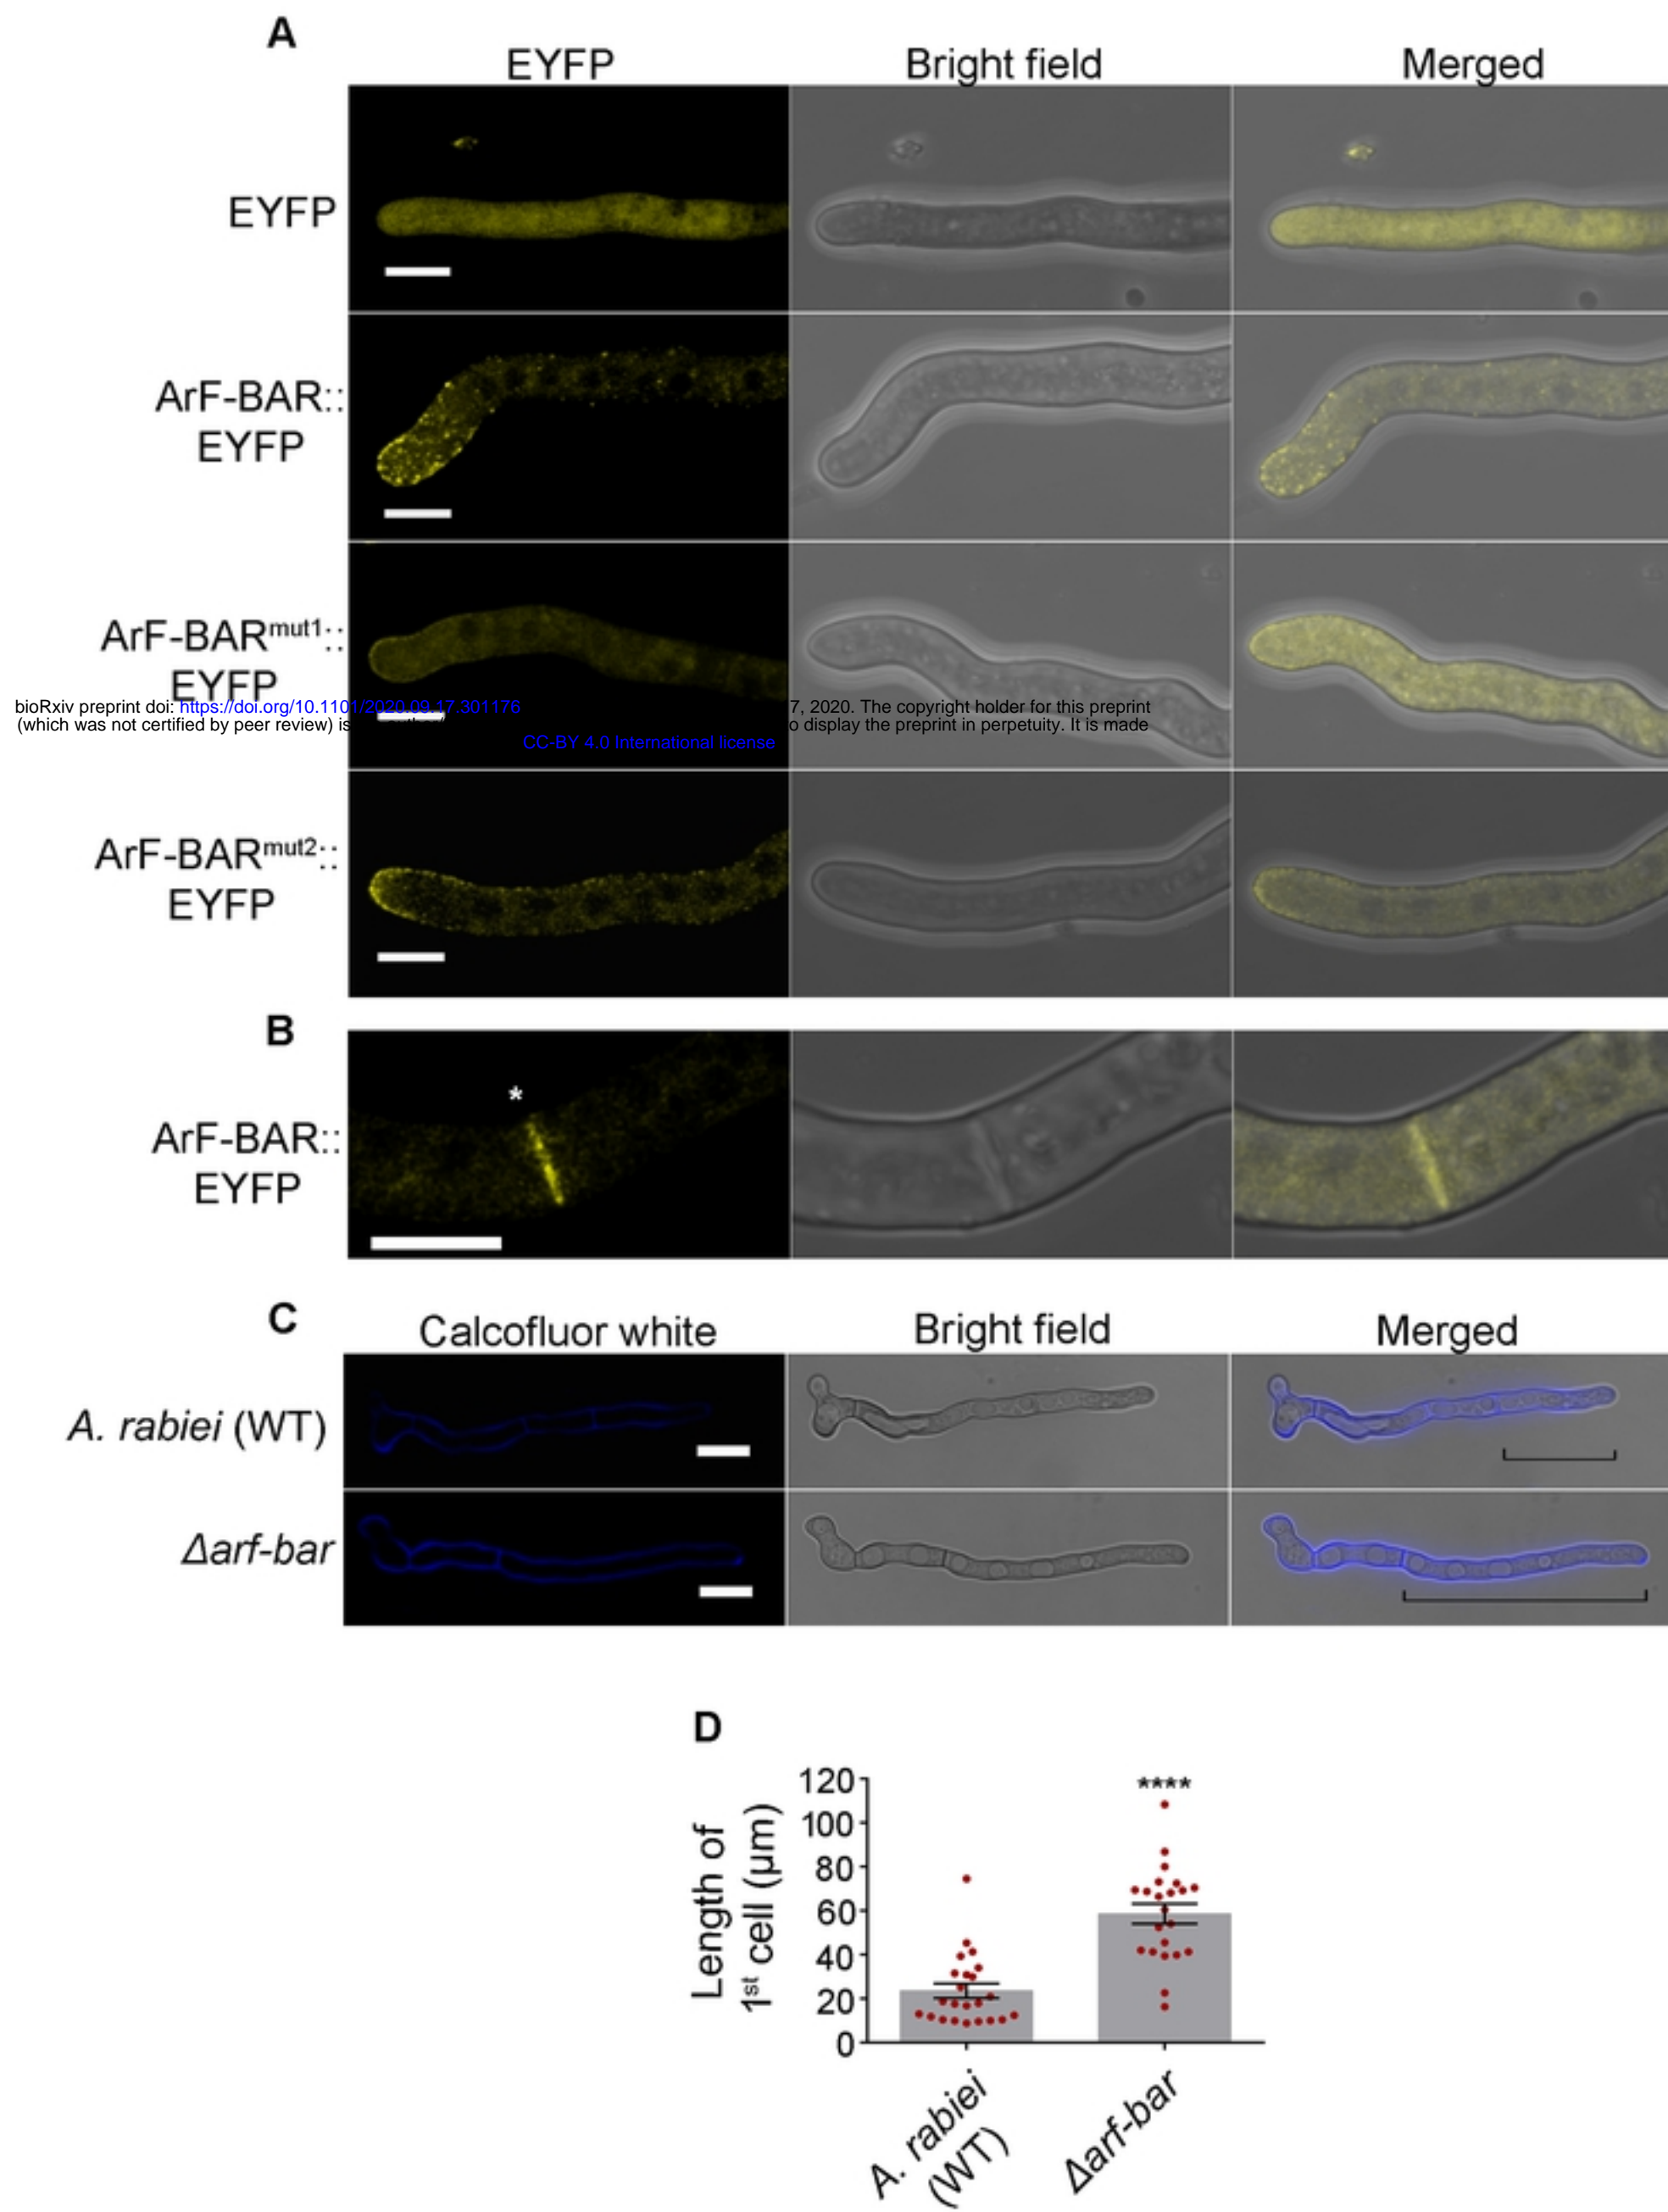 A
EYFP Bright field Merged
EYFP
ArF-BAR::
EYFP
ArF-BARmut1::
EYFP
bioRxiv preprint doi: https://doi.org/10.1101/2020.09.17.301176 7, 2020. The copyright holder for this preprint
(which was not certified by peer review) is o display the preprint in perpetuity. It is made
CC-BY 4.0 International license
ArF-BARmut2::
EYFP
B
*
ArF-BAR::
EYFP
C
Calcofluor white Bright field Merged
A. rabiei (WT)
Δarf-bar
D
Length of
1st cell (µm)
120
100
80
60
40
20
0
****
A. rabiei
(WT)
Δarf-bar